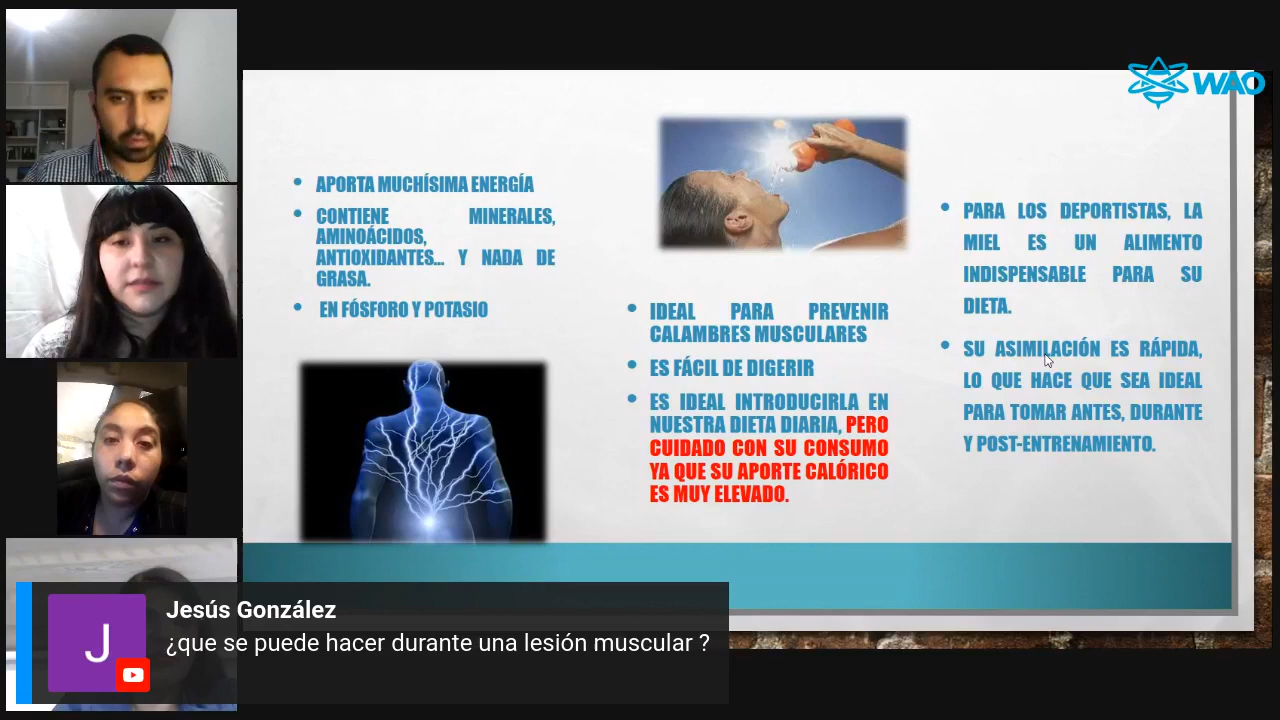 WAO
APORTA MUCHÍSIMA ENERGÍA
CONTIENE MINERALES,
AMINOÁCIDOS,
ANTIOXIDANTES... Y NADA DE
GRASA.
EN FÓSFORO Y POTASIO
IDEAL PARA PREVENIR
CALAMBRES MUSCULARES
ES FÁCIL DE DIGERIR
ES IDEAL INTRODUCIRLA EN
NUESTRA DIETA DIARIA, PERO
CUIDADO CON SU CONSUMO
YA QUE SU APORTE CALÓRICO
ES MUY ELEVADO.
PARA LOS DEPORTISTAS, LA
MIEL ES UN ALIMENTO
INDISPENSABLE PARA SU
DIETA.
SU ASIMILACIÓN ES RÁPIDA,
LO QUE HACE QUE SEA IDEAL
PARA TOMAR ANTES, DURANTE
Y POST-ENTRENAMIENTO.
J
Jesús González
¿que se puede hacer durante una lesión muscular ?